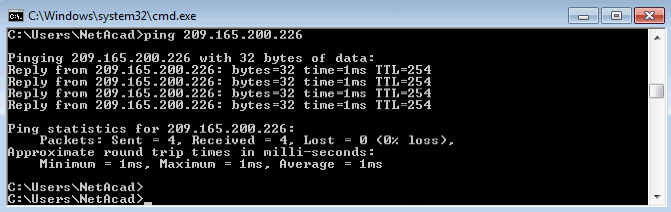 C:\Windows\system32\cmd.exe
C:\Users\NetAcad>ping 209.165.200.226
Pinging 209.165.200.226 with 32 bytes of data:
Reply from 209.165.200.226: bytes=32 time=1ms TTL=254
Reply from 209.165.200.226: bytes=32 time=1ms TTL=254
Reply from 209.165.200.226: bytes=32 time=1ms TTL=254
Reply from 209.165.200.226: bytes=32 time=1ms TTL=254
Ping statistics for 209.165.200.226:
    Packets: Sent = 4, Received = 4, Lost = 0 (0% loss),
Approximate round trip times in milli-seconds:
    Minimum = 1ms, Maximum = 1ms, Average = 1ms
C:\Users\NetAcad>
C:\Users\NetAcad>_